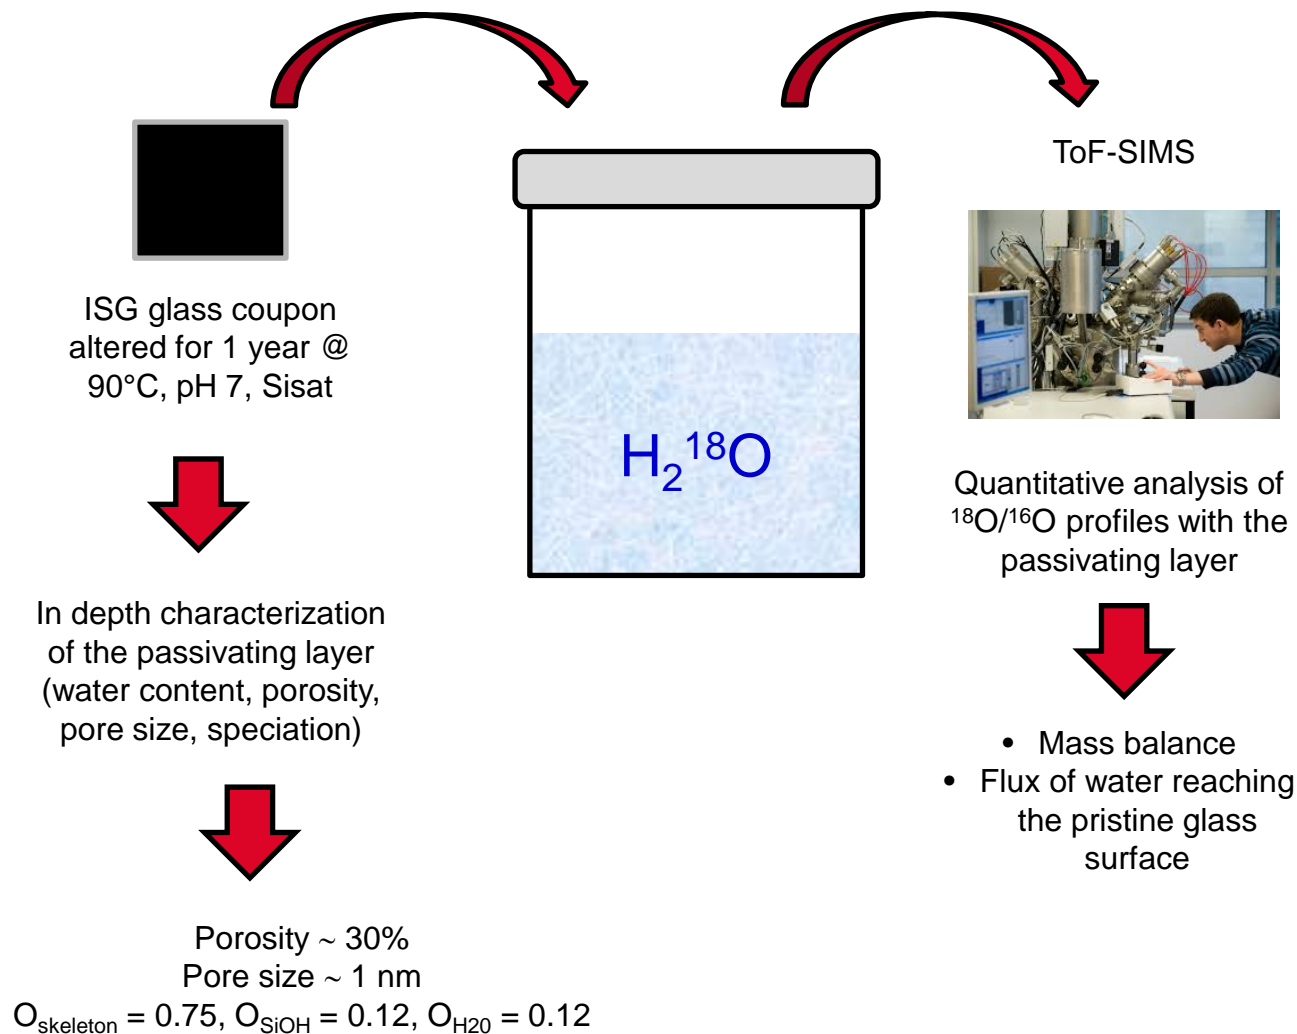 ISG glass coupon
altered for 1 year @
90°C, pH 7, Sisat
In depth characterization
of the passivating layer
(water content, porosity,
pore size, speciation)
Porosity ~ 30%
Pore size ~ 1 nm
O_skeleton = 0.75, O_SiOH = 0.12, O_H20 = 0.12
H₂¹⁸O
ToF-SIMS
Quantitative analysis of
¹⁸O/¹⁶O profiles with the
passivating layer
• Mass balance
• Flux of water reaching
the pristine glass
surface